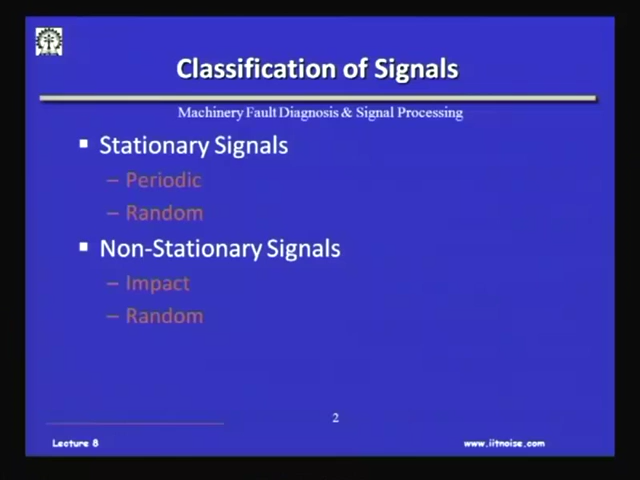 Classification of Signals
Machinery Fault Diagnosis & Signal Processing
▪ Stationary Signals
– Periodic
– Random
▪ Non-Stationary Signals
– Impact
– Random
2
Lecture 8
www.iitnoise.com